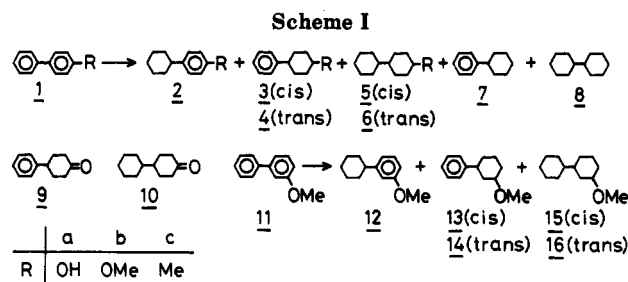 Scheme I
R → R + R + R + +
1 2 3(cis) 5(cis) 7 8
4(trans) 6(trans)
O O → + +
OMe OMe OMe OMe
9 10 11 12 13(cis) 15(cis)
14(trans) 16(trans)
a b c
R OH OMe Me